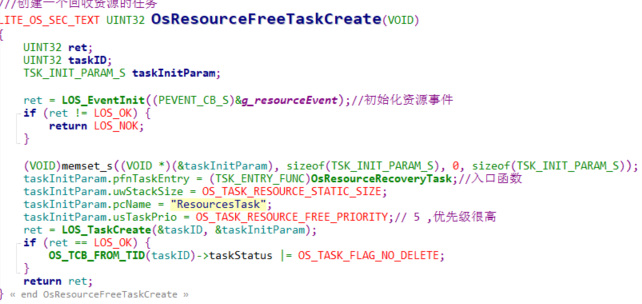 ///创建一个回收资源的任务
LITE_OS_SEC_TEXT UINT32 OsResourceFreeTaskCreate(VOID)
{
    UINT32 ret;
    UINT32 taskID;
    TSK_INIT_PARAM_S taskInitParam;

    ret = LOS_EventInit((PEVENT_CB_S)&g_resourceEvent);//初始化资源事件
    if (ret != LOS_OK) {
        return LOS_NOK;
    }

    (VOID)memset_s((VOID *)(&taskInitParam), sizeof(TSK_INIT_PARAM_S), 0, sizeof(TSK_INIT_PARAM_S));
    taskInitParam.pfnTaskEntry = (TSK_ENTRY_FUNC)OsResourceRecoveryTask;//入口函数
    taskInitParam.uwStackSize = OS_TASK_RESOURCE_STATIC_SIZE;
    taskInitParam.pcName = "ResourcesTask";
    taskInitParam.usTaskPrio = OS_TASK_RESOURCE_FREE_PRIORITY;// 5 ,优先级很高
    ret = LOS_TaskCreate(&taskID, &taskInitParam);
    if (ret == LOS_OK) {
        OS_TCB_FROM_TID(taskID)->taskStatus |= OS_TASK_FLAG_NO_DELETE;
    }
    return ret;
} « end OsResourceFreeTaskCreate »